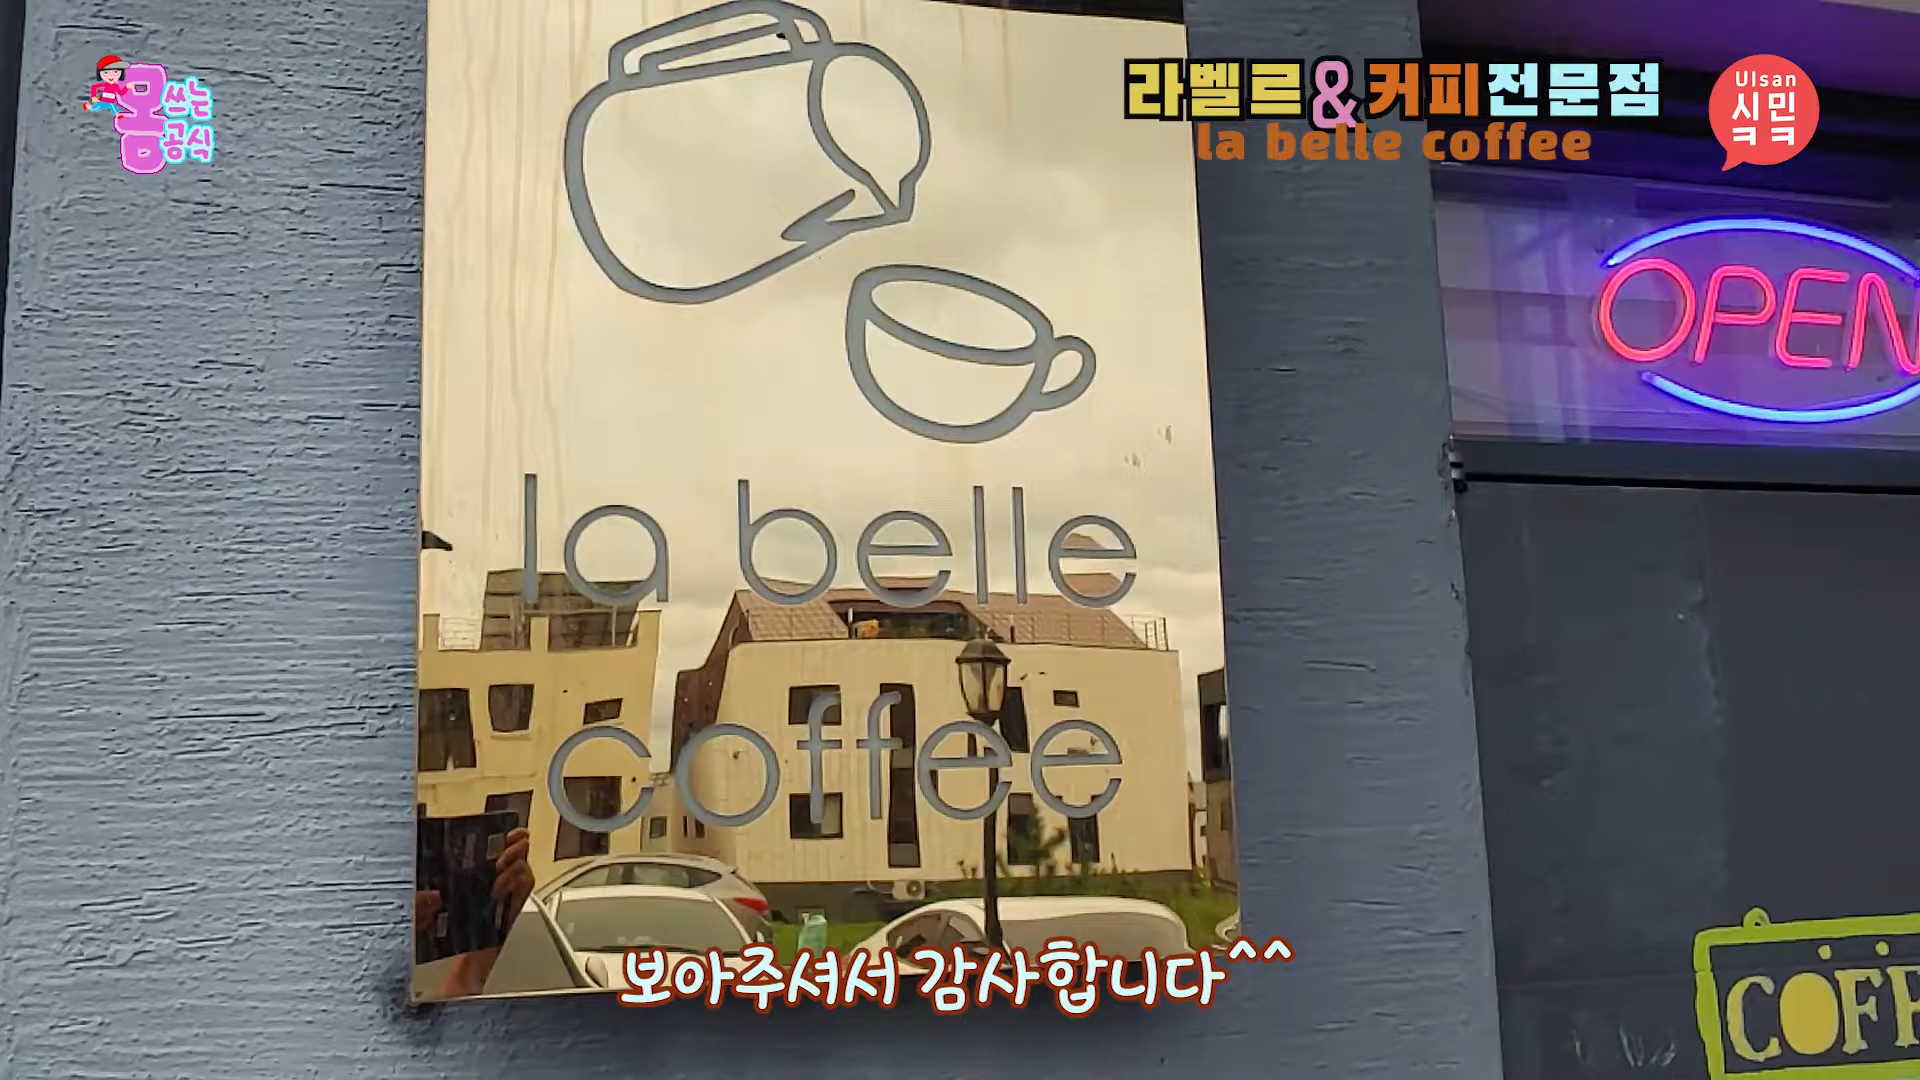 몸
쓰는
공식
라벨르&커피전문점
la belle coffee
Ulsan
시민
ㅋㅋ
OPEN
la belle
coffee
COFF
보아주셔서 감사합니다^^